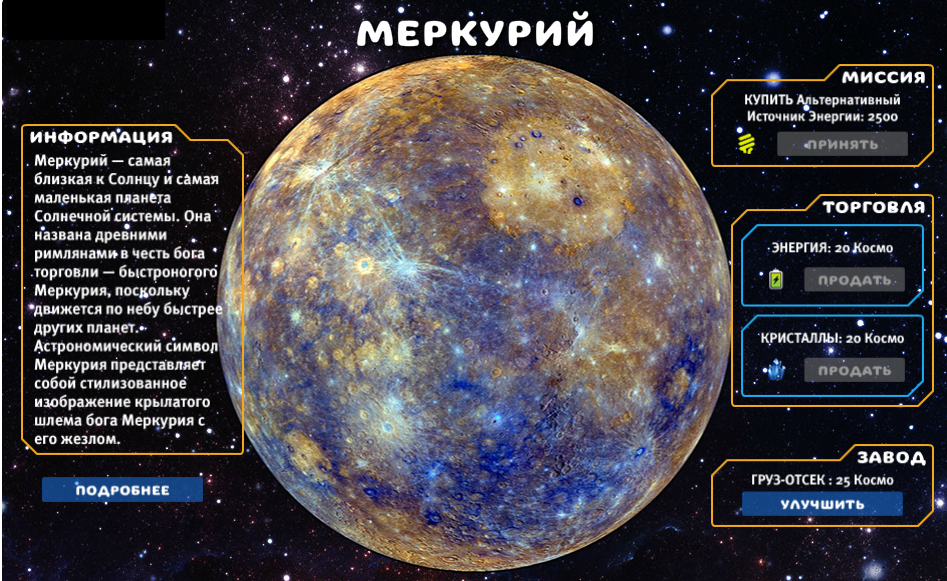 МЕРКУРИЙ
ИНФОРМАЦИЯ
Меркурий — самая
близкая к Солнцу и самая
маленькая планета
Солнечной системы. Она
названа древними
римлянами в честь бога
торговли — быстроногого
Меркурия, поскольку
движется по небу быстрее
других планет.
Астрономический символ
Меркурия представляет
собой стилизованное
изображение крылатого
шлема бога Меркурия с
его жезлом.
ПОДРОБНЕЕ
МИССИЯ
КУПИТЬ Альтернативный
Источник Энергии: 2500
ПРИНЯТЬ
ТОРГОВЛЯ
ЭНЕРГИЯ: 20 Космо
ПРОДАТЬ
КРИСТАЛЛЫ: 20 Космо
ПРОДАТЬ
ЗАВОД
ГРУЗ-ОТСЕК : 25 Космо
УЛУЧШИТЬ